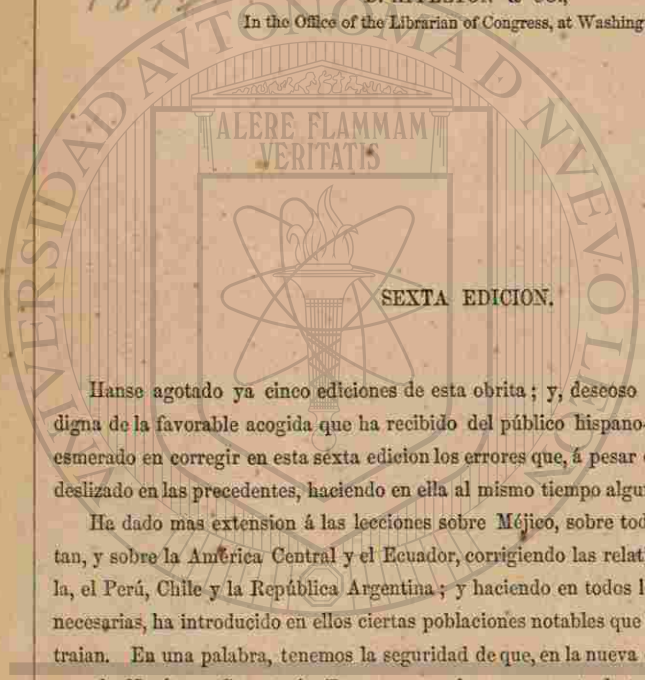 In the Office of the Librarian of Congress, at Washing
UNIVERSIDAD AUTONOMA DE NUEVO LEON
ALERE FLAMMAM
VERITATIS
SEXTA EDICION.
Hanse agotado ya cinco ediciones de esta obrita; y, deseoso
digna de la favorable acogida que ha recibido del público hispano-
esmerado en corregir en esta sexta edicion los errores que, á pesar
deslizado en las precedentes, haciendo en ella al mismo tiempo algu
Ha dado mas extension á las lecciones sobre Méjico, sobre tod
tan, y sobre la América Central y el Ecuador, corrigiendo las relat
la, el Perú, Chile y la República Argentina; y haciendo en todos l
necesarias, ha introducido en ellos ciertas poblaciones notables que
traian. En una palabra, tenemos la seguridad de que, en la nueva